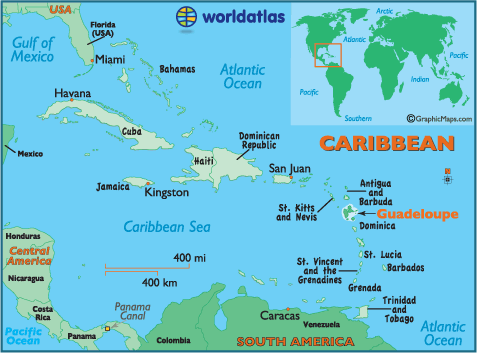 USA
Florida
(USA)
worldatlas
Arctic
Atlantic
Pacific
Indian
Pacific
Southern
©GraphicMaps.com
Gulf of
Mexico
Miami
Bahamas
Atlantic
Ocean
Havana
CARIBBEAN
Cuba
Dominican
Republic
Mexico
Haiti
San Juan
Jamaica
Kingston
Antigua
and
Barbuda
St. Kitts
and Nevis
Guadeloupe
Dominica
Caribbean Sea
Honduras
Central
America
400 mi
400 km
St. Lucia
St. Vincent
and the
Grenadines
Barbados
Nicaragua
Grenada
Costa
Rica
Panama
Canal
Trinidad
and
Tobago
Caracas
Venezuela
Pacific
Ocean
Panama
Colombia
SOUTH AMERICA
Atlantic
Ocean